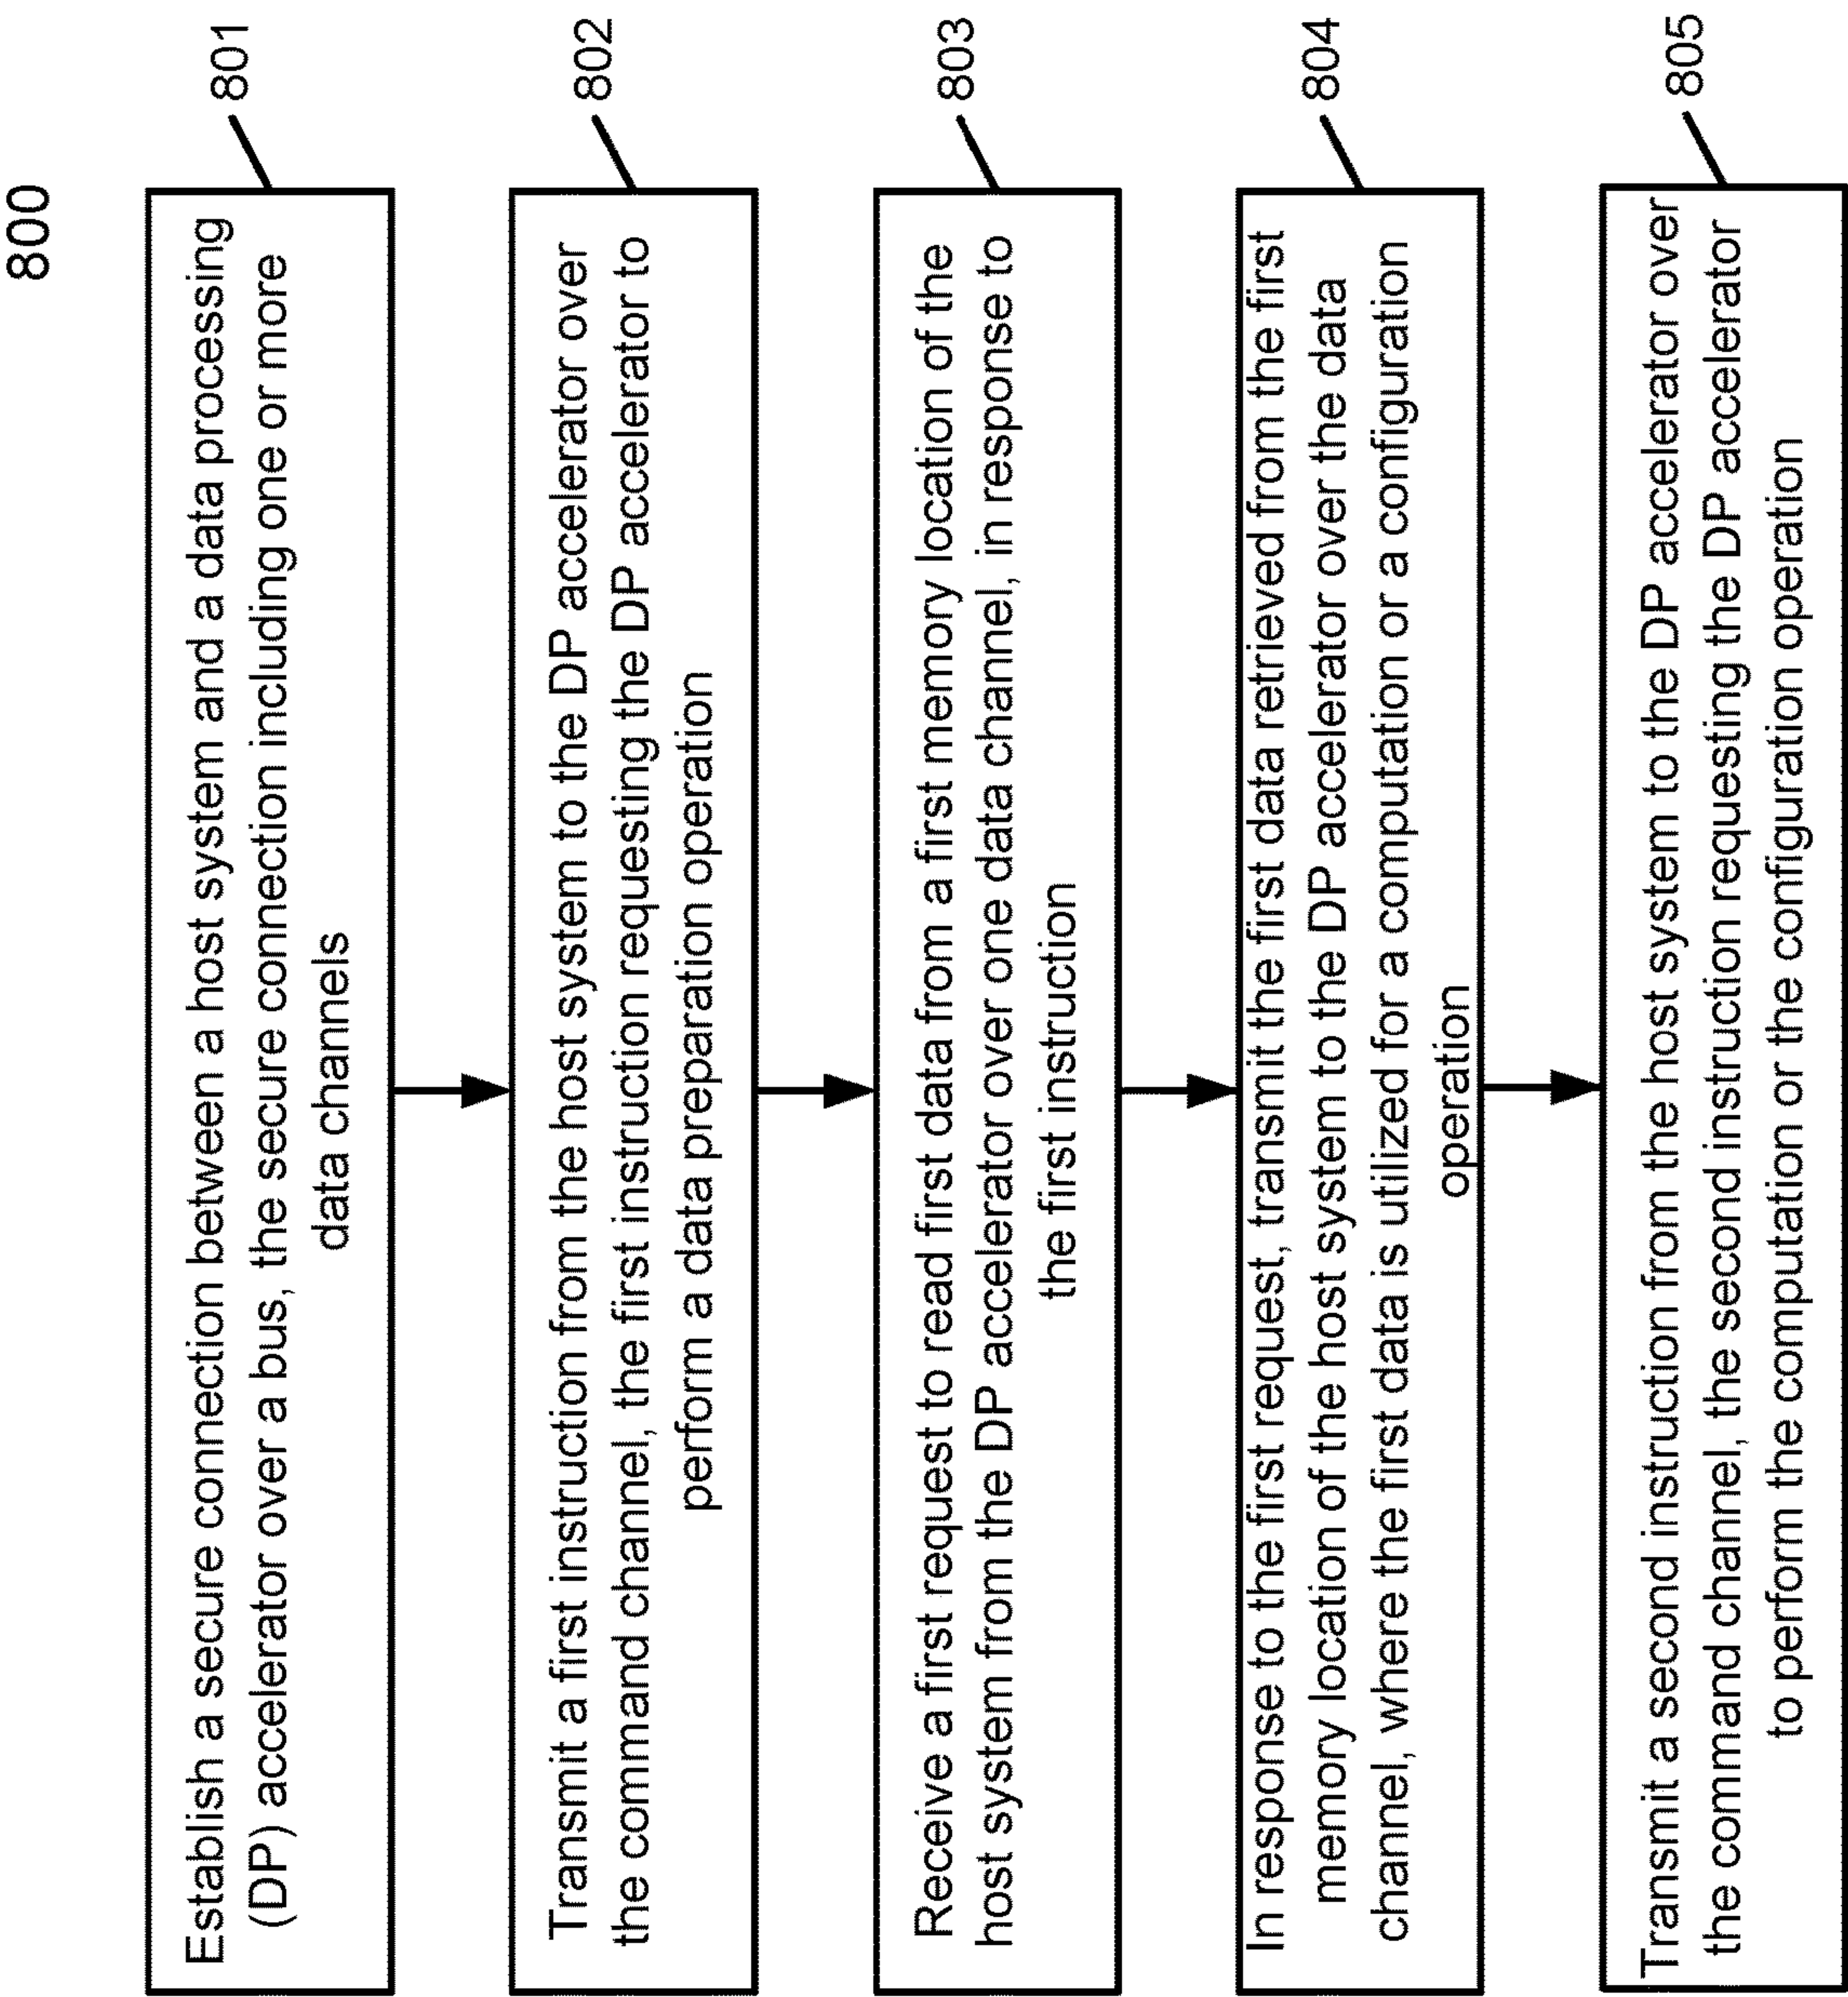 800
Establish a secure connection between a host system and a data processing
(DP) accelerator over a bus, the secure connection including one or more
data channels
801
Transmit a first instruction from the host system to the DP accelerator over
the command channel, the first instruction requesting the DP accelerator to
perform a data preparation operation
802
Receive a first request to read first data from a first memory location of the
host system from the DP accelerator over one data channel, in response to
the first instruction
803
In response to the first request, transmit the first data retrieved from the first
memory location of the host system to the DP accelerator over the data
channel, where the first data is utilized for a computation or a configuration
operation
804
Transmit a second instruction from the host system to the DP accelerator over
the command channel, the second instruction requesting the DP accelerator
to perform the computation or the configuration operation
805